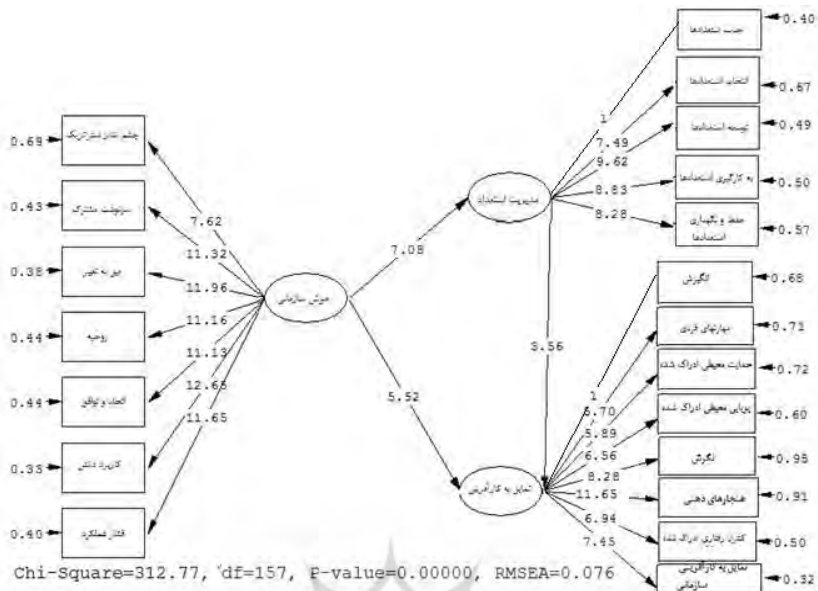 جذب استعدادها
0.40
انتخاب استعدادها
0.67
توسعه استعدادها
0.49
به کارگیری استعدادها
0.50
حفظ و نگهداری
استعدادها
0.57
1
7.49
9.62
8.83
8.28
مدیریت استعداد
0.69
چشم انداز استراتژیک
0.43
سرنوشت مشترک
0.38
میل به تغییر
0.44
روحیه
0.44
اتحاد و توافق
0.33
کاربرد دانش
0.40
فشار عملکرد
7.62
11.32
11.96
11.16
11.13
12.65
11.65
هوش سازمانی
7.08
5.52
3.56
انگیزش
0.68
مهارتهای فردی
0.71
حمایت محیطی ادراک شده
0.72
پویایی محیطی ادراک شده
0.60
نگرش
0.95
هنجارهای ذهنی
0.91
کنترل رفتاری ادراک شده
0.50
تمایل به کارآفرینی
سازمانی
0.32
1
5.70
5.89
6.56
8.28
11.65
6.94
7.45
تمایل به کارآفرینی
Chi-Square=312.77, df=157, P-value=0.00000, RMSEA=0.076